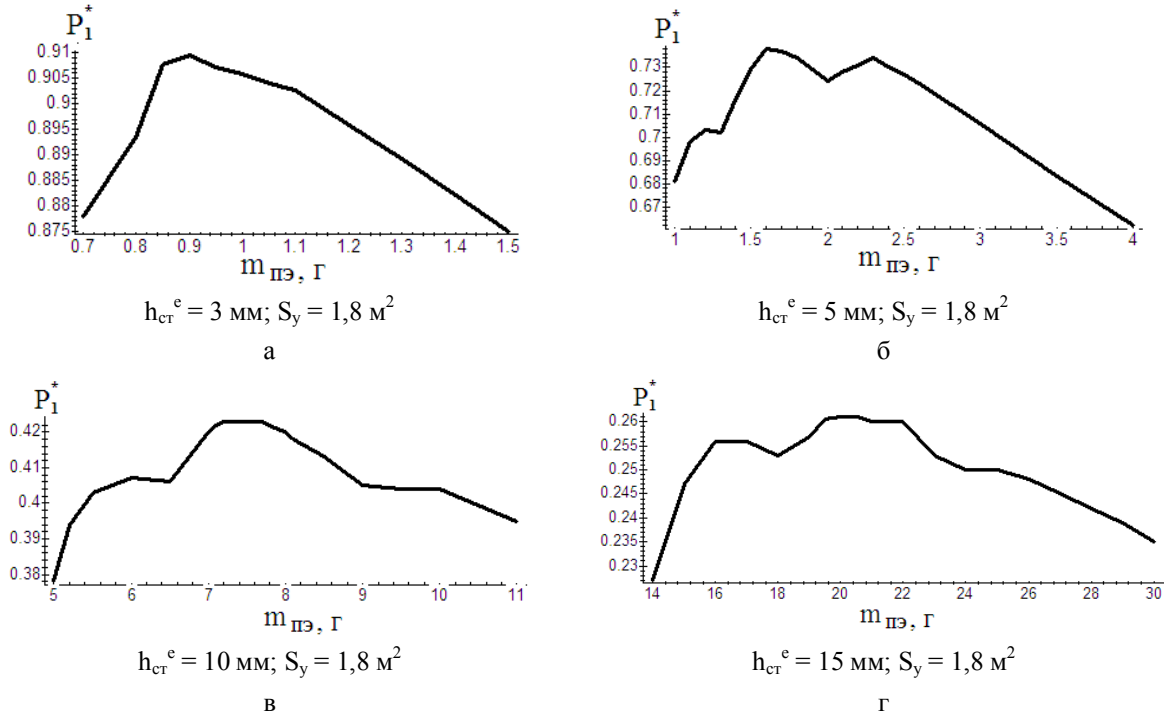 P₁*
0.91
0.905
0.9
0.895
0.89
0.885
0.88
0.875
0.7 0.8 0.9 1 1.1 1.2 1.3 1.4 1.5
m пэ, г
hстᵉ = 3 мм; Sу = 1,8 м²
а
P₁*
0.73
0.72
0.71
0.7
0.69
0.68
0.67
1 1.5 2 2.5 3 3.5 4
m пэ, г
hстᵉ = 5 мм; Sу = 1,8 м²
б
P₁*
0.42
0.41
0.4
0.39
0.38
5 6 7 8 9 10 11
m пэ, г
hстᵉ = 10 мм; Sу = 1,8 м²
в
P₁*
0.26
0.255
0.25
0.245
0.24
0.235
0.23
14 16 18 20 22 24 26 28 30
m пэ, г
hстᵉ = 15 мм; Sу = 1,8 м²
г